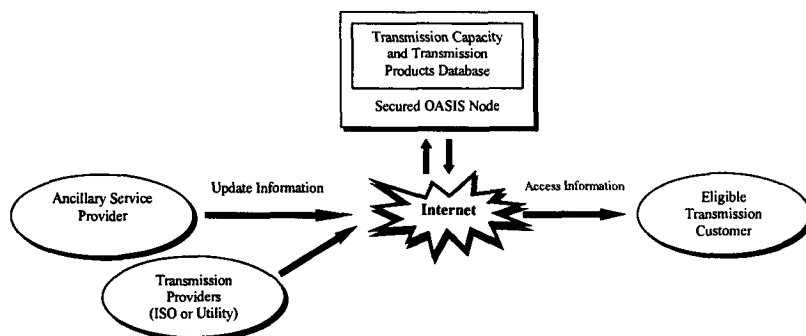 Transmission Capacity
and Transmission
Products Database
Secured OASIS Node
Ancillary Service
Provider
Update Information
Internet
Access Information
Eligible
Transmission
Customer
Transmission
Providers
(ISO or Utility)